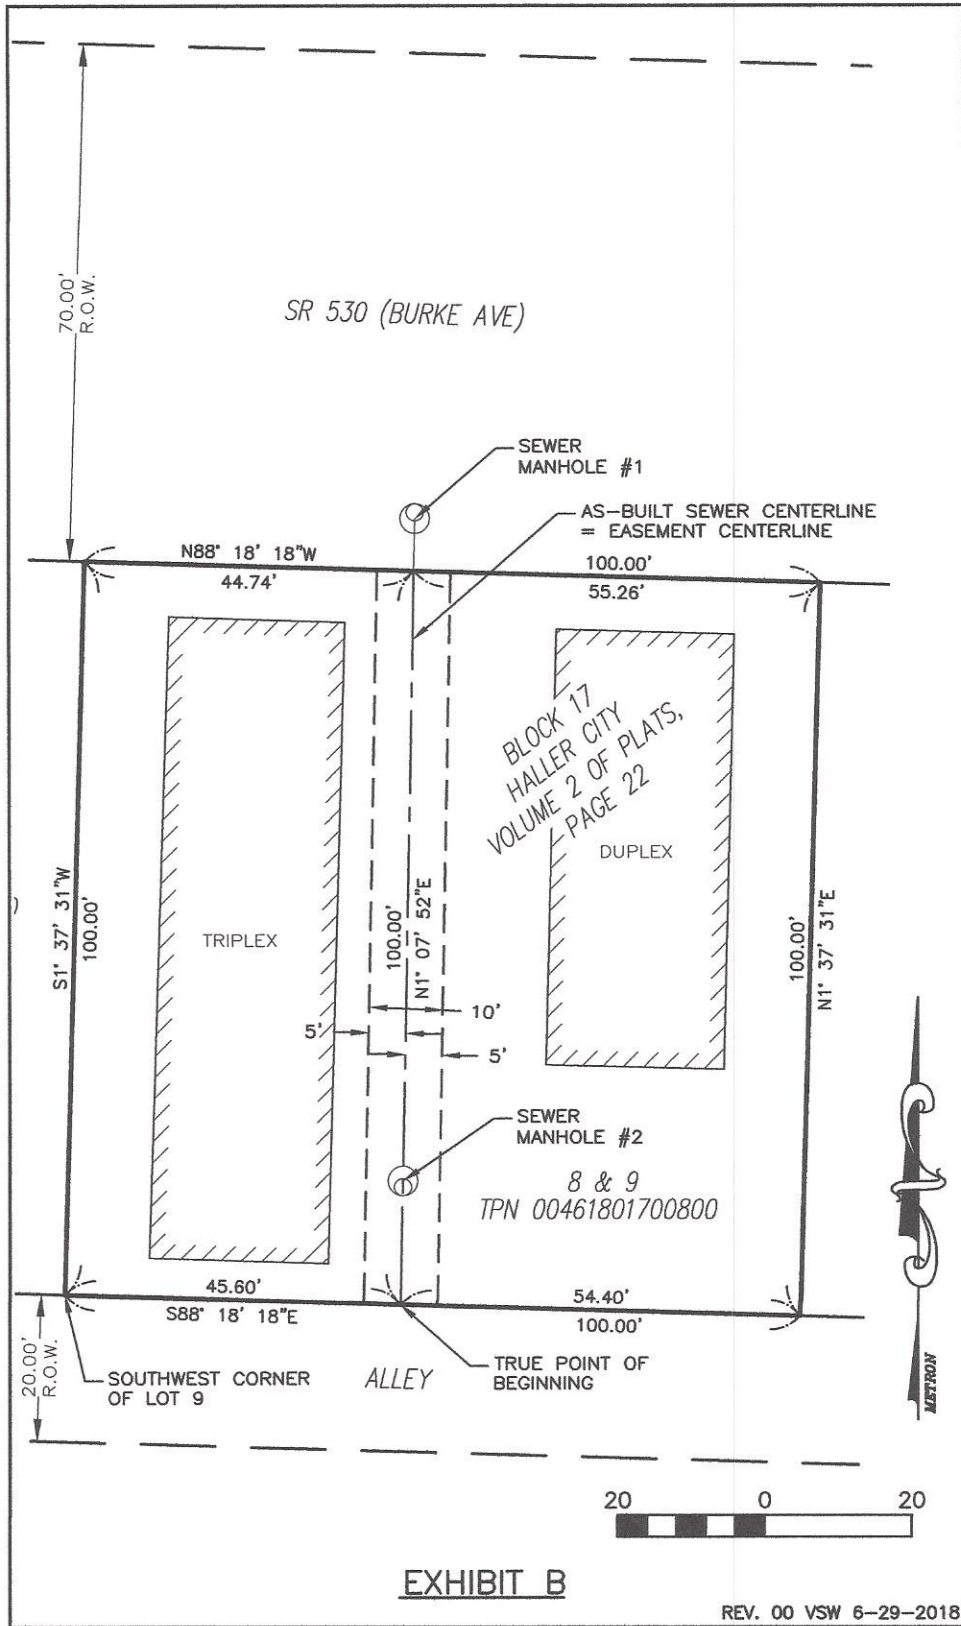 70.00'
R.O.W.
SR 530 (BURKE AVE)
SEWER
MANHOLE #1
AS-BUILT SEWER CENTERLINE
= EASEMENT CENTERLINE
N88° 18' 18"W
44.74'
100.00'
55.26'
BLOCK 17
HALLER CITY
VOLUME 2 OF PLATS,
PAGE 22
DUPLEX
TRIPLEX
S1° 37' 31"W
100.00'
100.00'
N1° 07' 52"E
100.00'
N1° 37' 31"E
10'
5'
5'
SEWER
MANHOLE #2
8 & 9
TPN 00461801700800
45.60'
S88° 18' 18"E
54.40'
100.00'
20.00'
R.O.W.
SOUTHWEST CORNER
OF LOT 9
ALLEY
TRUE POINT OF
BEGINNING
METRON
20 0 20
EXHIBIT B
REV. 00 VSW 6-29-2018